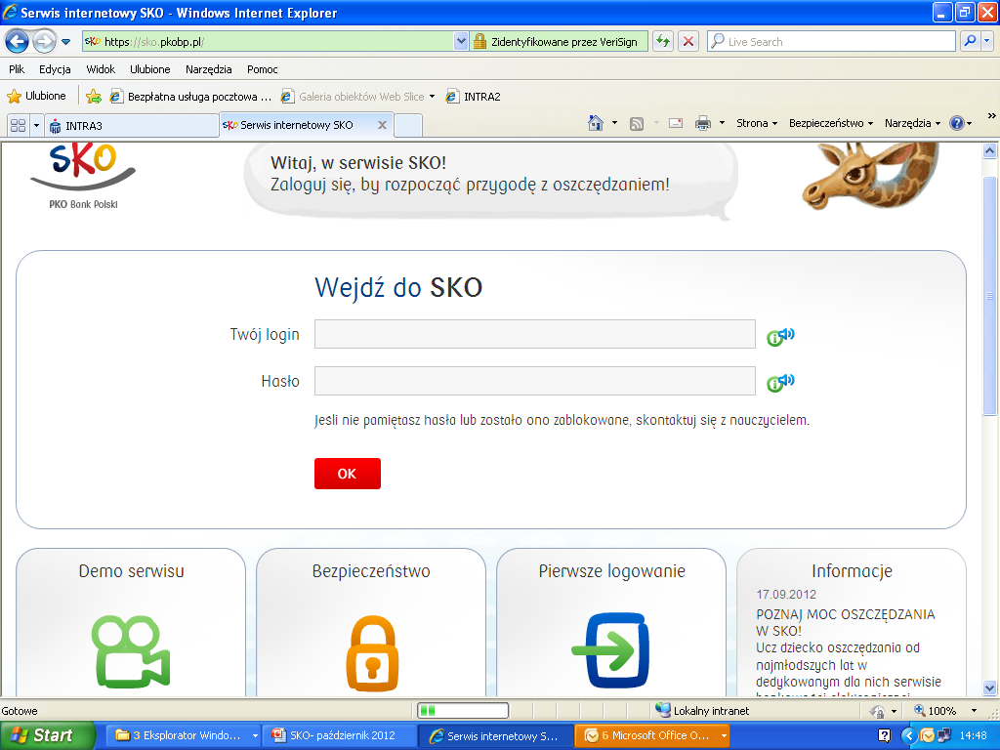 Serwis internetowy SKO - Windows Internet Explorer
SKO https://sko.pkobp.pl/ Zidentyfikowane przez VeriSign Live Search
Plik Edycja Widok Ulubione Narzędzia Pomoc
Ulubione Bezpłatna usługa pocztowa ... Galeria obiektów Web Slice INTRA2
INTRA3 SKO Serwis internetowy SKO Strona Bezpieczeństwo Narzędzia »
SKO
PKO Bank Polski
Witaj, w serwisie SKO!
Zaloguj się, by rozpocząć przygodę z oszczędzaniem!
Wejdź do SKO
Twój login
Hasło
Jeśli nie pamiętasz hasła lub zostało ono zablokowane, skontaktuj się z nauczycielem.
OK
Demo serwisu
Bezpieczeństwo
Pierwsze logowanie
Informacje
17.09.2012
POZNAJ MOC OSZCZĘDZANIA
W SKO!
Ucz dziecko oszczędzania od
najmłodszych lat w
dedykowanym dla nich serwisie
Gotowe Lokalny intranet 100%
Start 3 Eksplorator Windo... SKO- październik 2012 Serwis internetowy S... 6 Microsoft Office O... 14:48